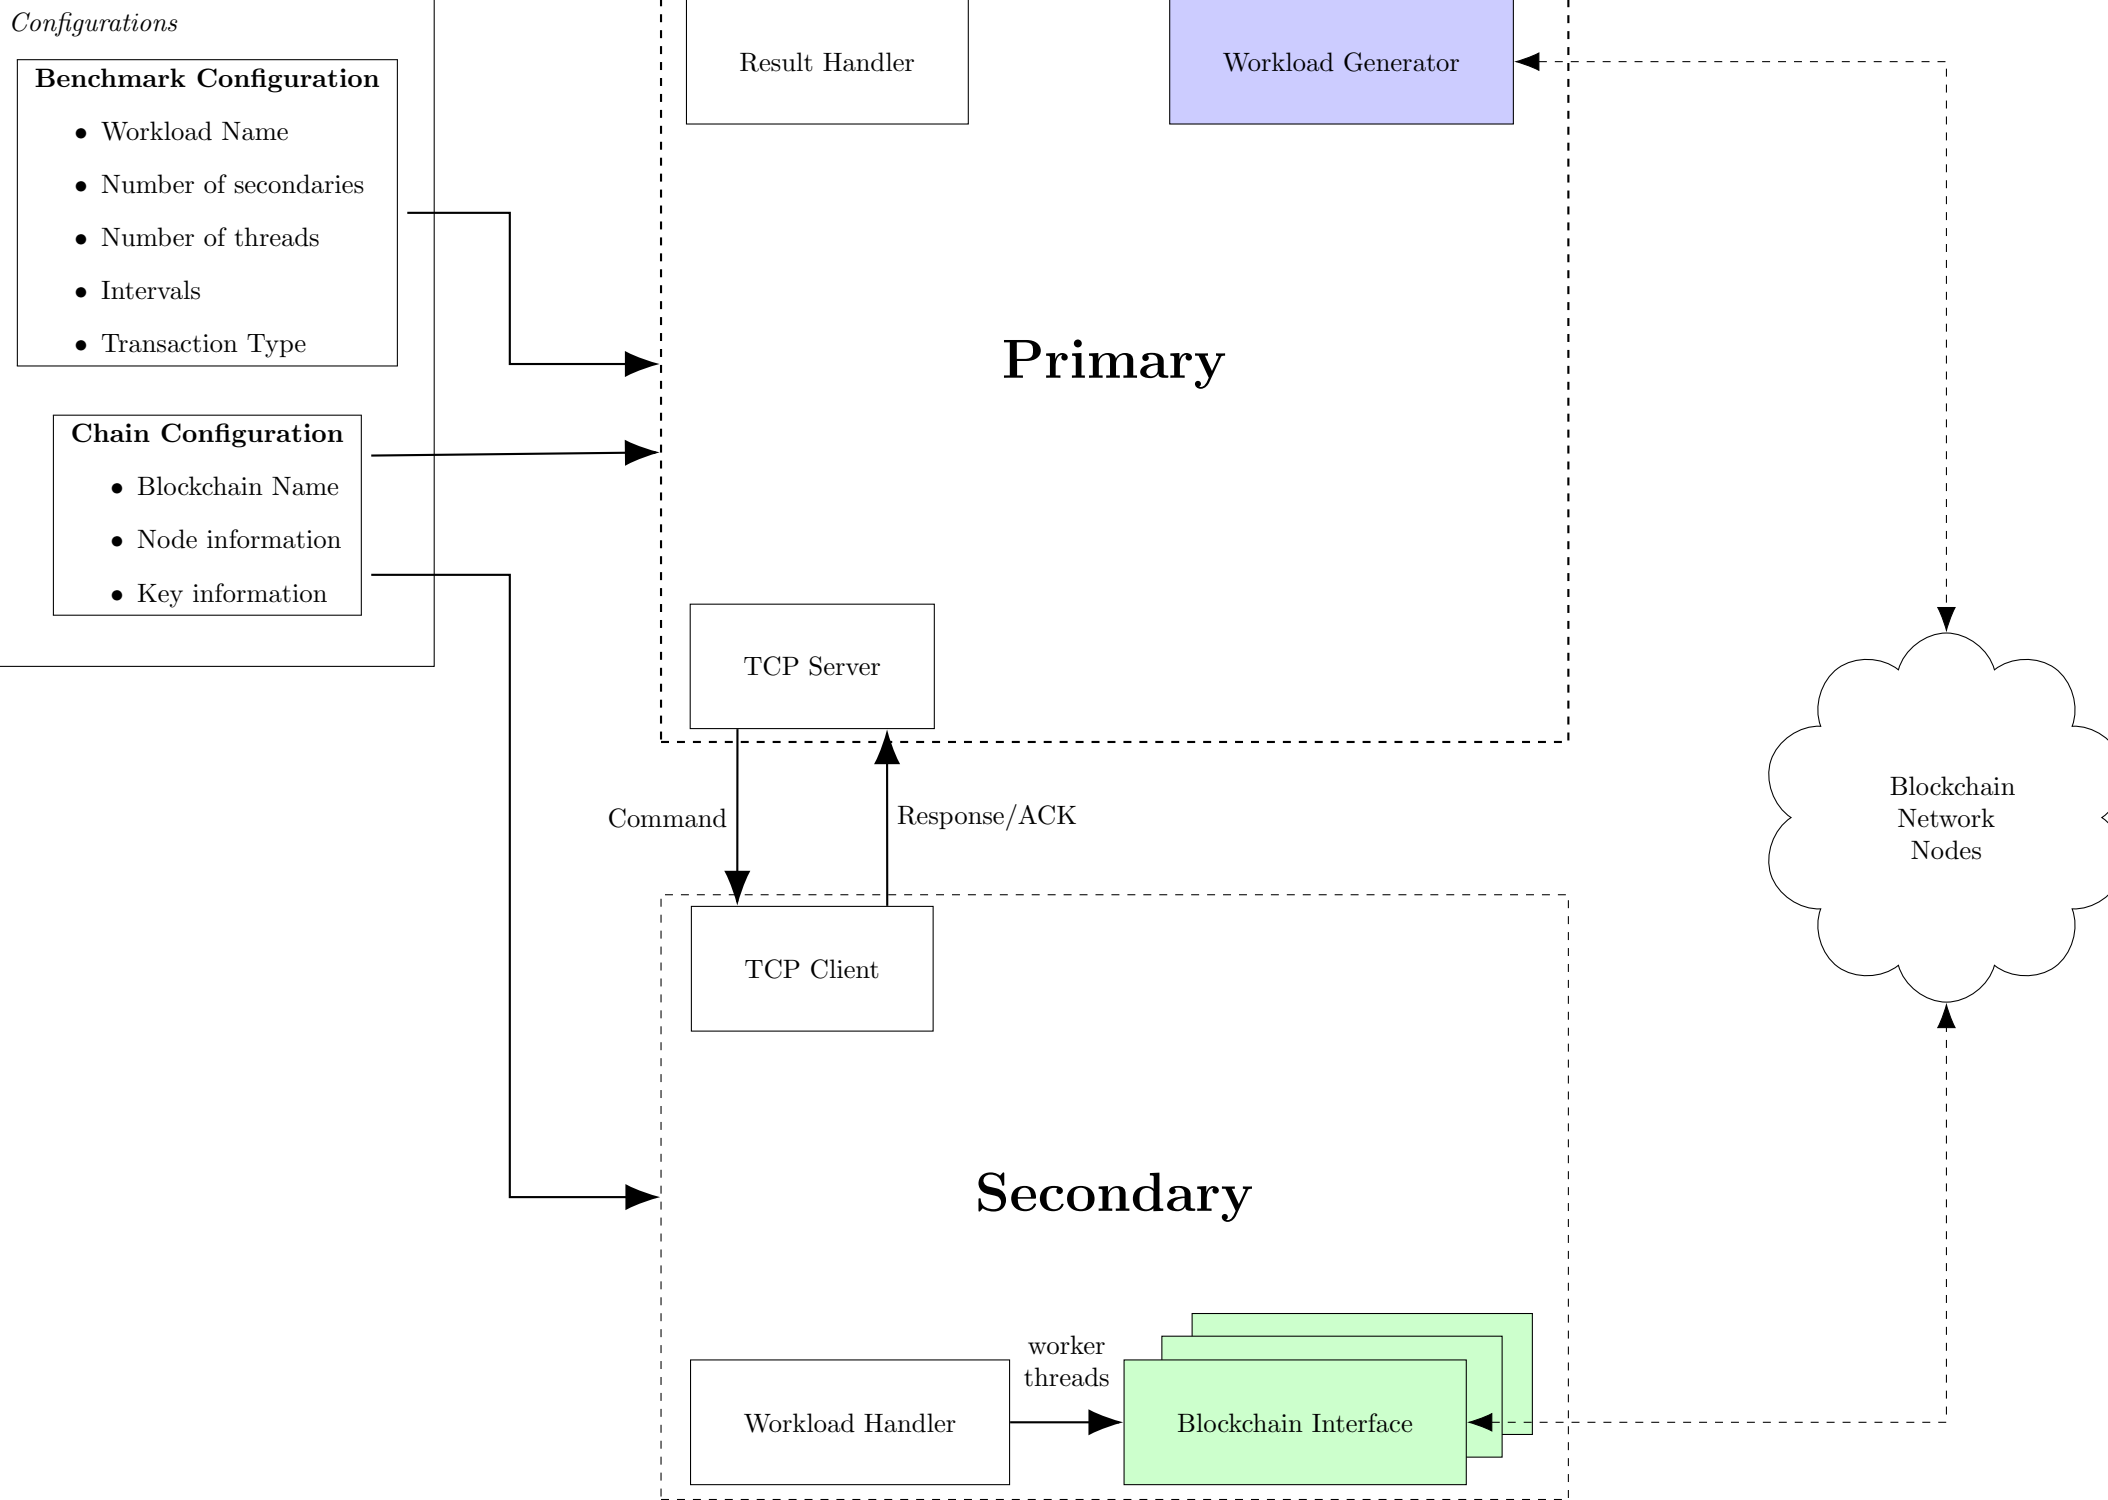 Configurations
Benchmark Configuration
• Workload Name
• Number of secondaries
• Number of threads
• Intervals
• Transaction Type
Chain Configuration
• Blockchain Name
• Node information
• Key information
Result Handler
Workload Generator
Primary
TCP Server
Command
Response/ACK
TCP Client
Secondary
Workload Handler
worker
threads
Blockchain Interface
Blockchain
Network
Nodes